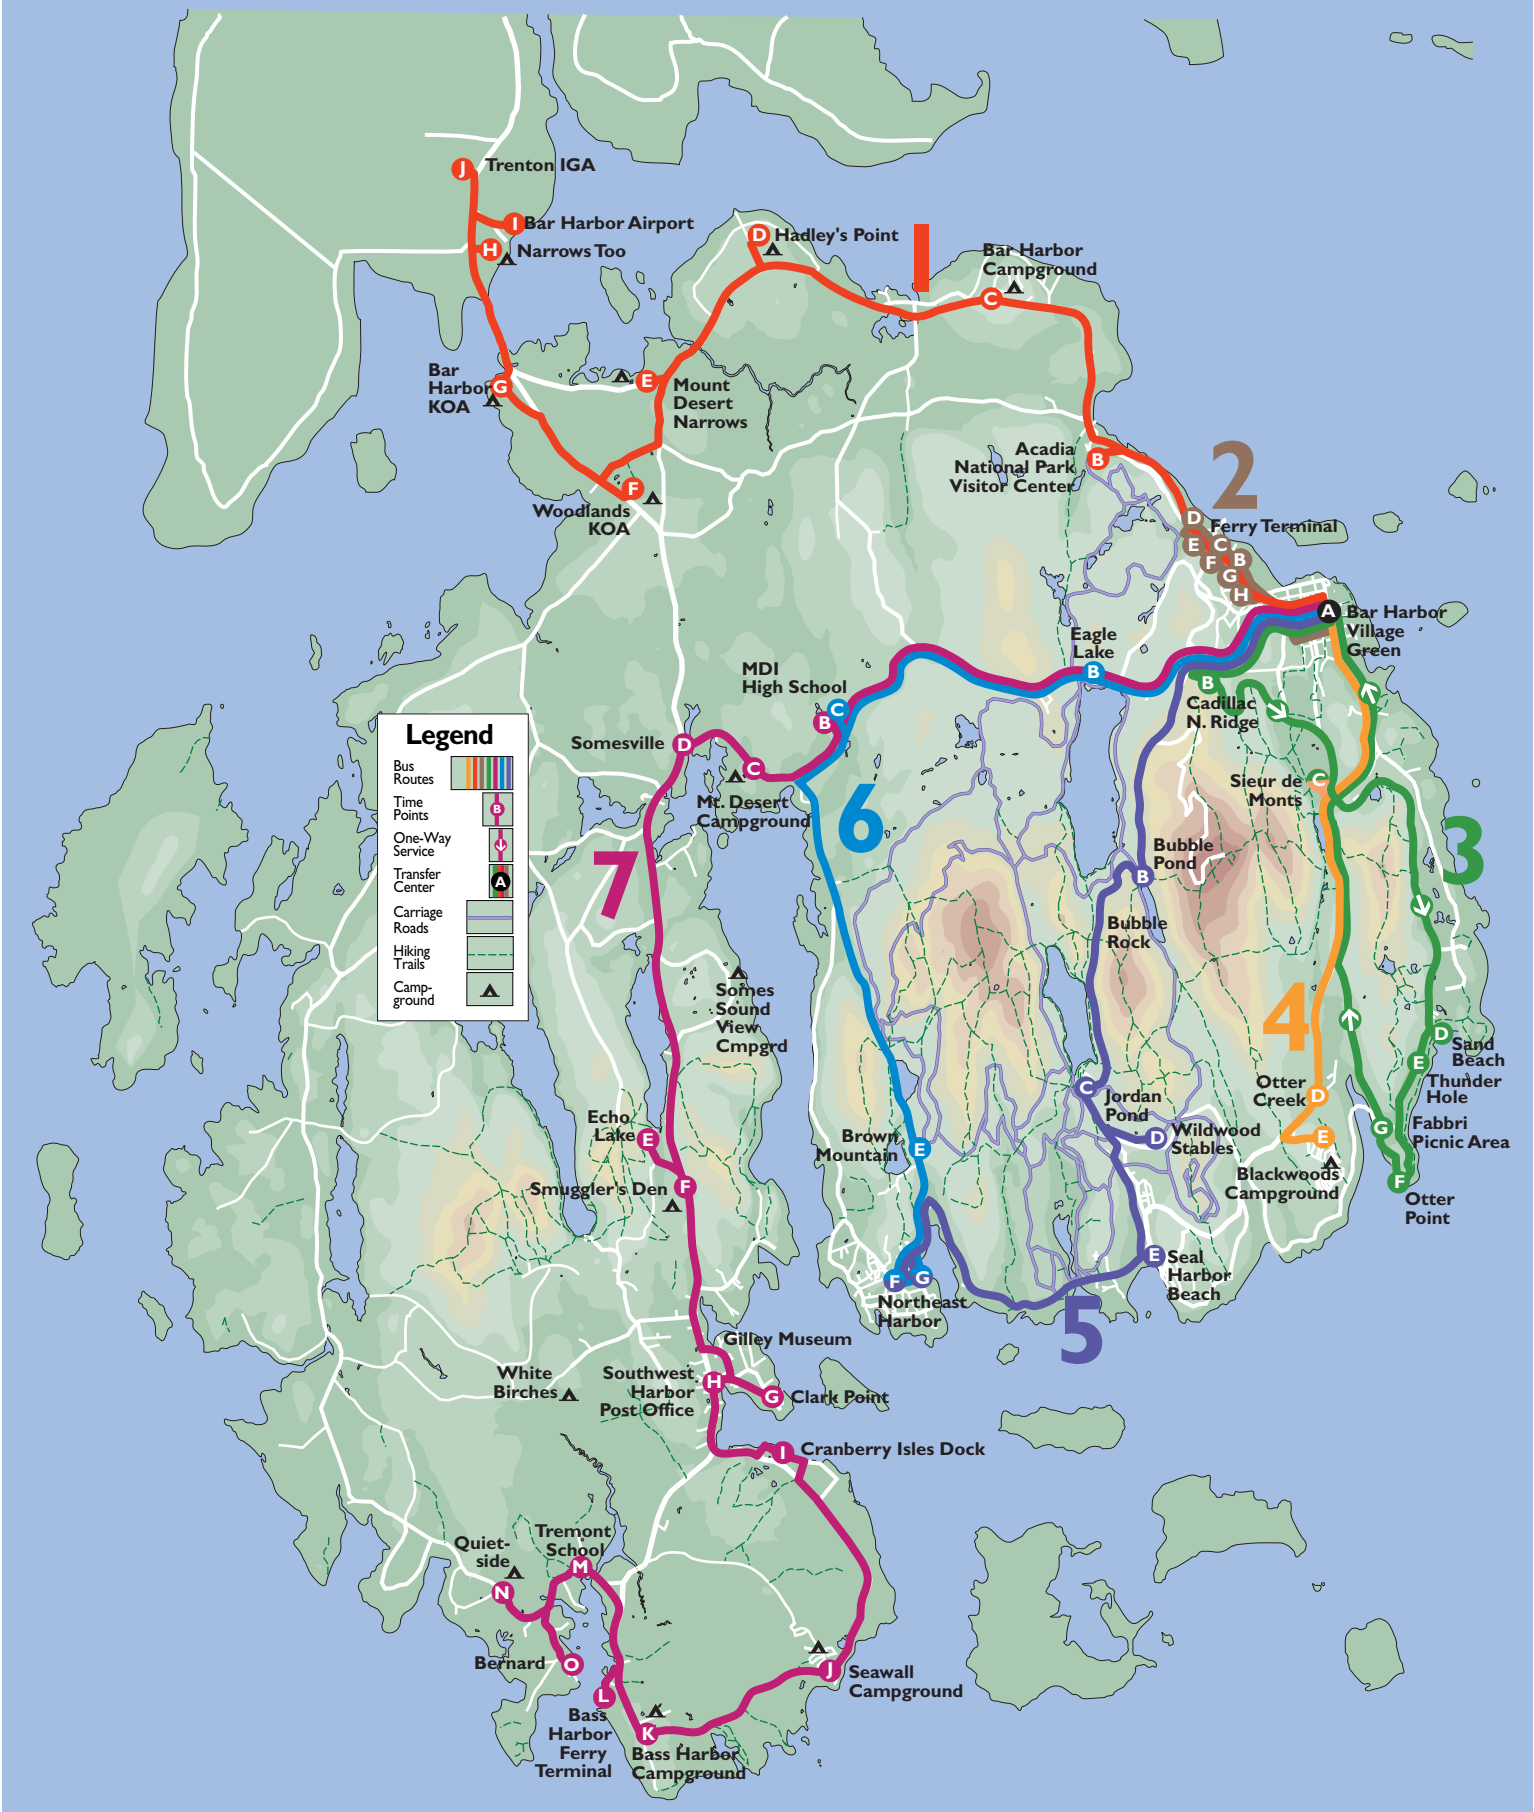 J Trenton IGA
I Bar Harbor Airport
H Narrows Too
D Hadley's Point
1
Bar Harbor
Campground
C
Bar
Harbor
KOA
G
E
Mount
Desert
Narrows
F
Woodlands
KOA
Acadia
National Park
Visitor Center
B
2
D
Ferry Terminal
E
C
F
B
G
H
A
Bar Harbor
Village
Green
Eagle
Lake
B
MDI
High School
C
B
B
Cadillac
N. Ridge
Somesville
D
C
Mt. Desert
Campground
Sieur de
Monts
C
6
7
3
Legend
Bus
Routes
Time
Points
B
One-Way
Service
Transfer
Center
A
Carriage
Roads
Hiking
Trails
Camp-
ground
Bubble
Pond
B
Bubble
Rock
Somes
Sound
View
Cmpgrd
4
D
Sand
Beach
E
Thunder
Hole
Otter
Creek
D
C
Jordan
Pond
D
Wildwood
Stables
G
Fabbri
Picnic Area
E
Blackwoods
Campground
F
Otter
Point
Echo
Lake
E
Brown
Mountain
E
Smuggler's Den
F
E
Seal
Harbor
Beach
F
G
Northeast
Harbor
5
Gilley Museum
White
Birches
Southwest
Harbor
Post Office
H
G
Clark Point
I
Cranberry Isles Dock
Quiet-
side
Tremont
School
M
N
Bernard
O
J
Seawall
Campground
L
Bass
Harbor
Ferry
Terminal
K
Bass Harbor
Campground